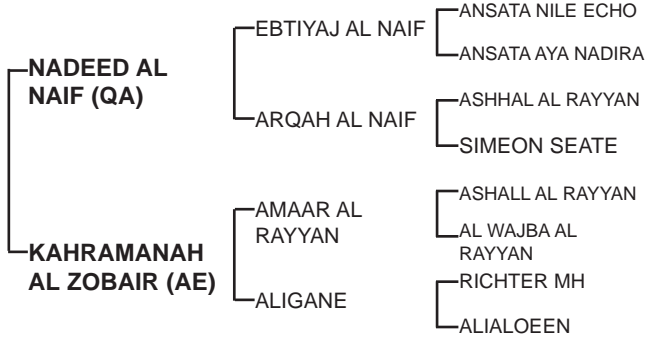 ANSATA NILE ECHO
EBTIYAJ AL NAIF
ANSATA AYA NADIRA
NADEED AL
NAIF (QA)
ASHHAL AL RAYYAN
ARQAH AL NAIF
SIMEON SEATE
ASHALL AL RAYYAN
AMAAR AL
RAYYAN
AL WAJBA AL
RAYYAN
KAHRAMANAH
AL ZOBAIR (AE)
RICHTER MH
ALIGANE
ALIALOEEN